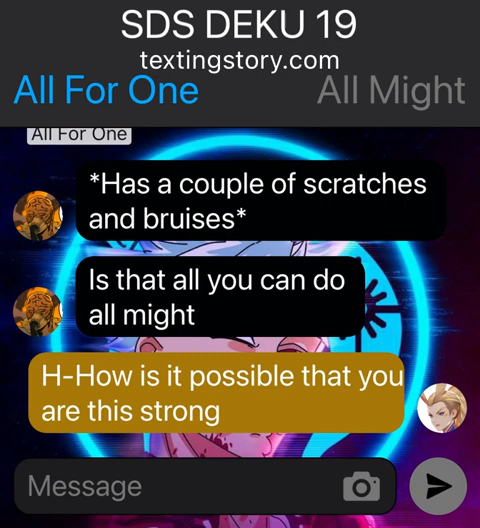 SDS DEKU 19
textingstory.com
All For One All Might
All For One
*Has a couple of scratches
and bruises*
Is that all you can do
all might
H-How is it possible that you
are this strong
Message